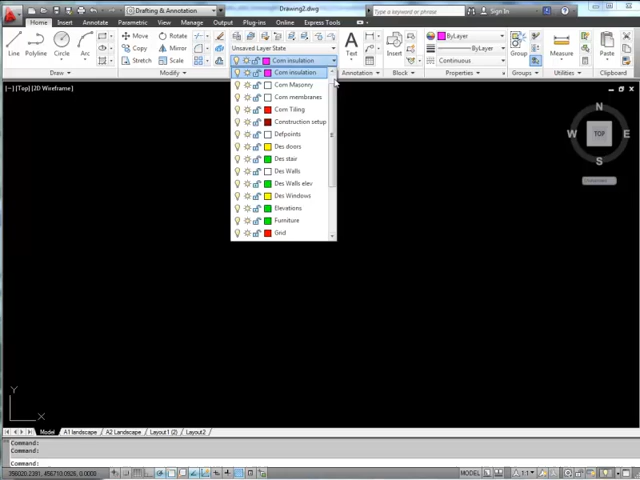 Drafting & Annotation
Drawing2.dwg
Type a keyword or phrase
Sign In
Home Insert Annotate Parametric View Manage Output Plug-ins Online Express Tools
Line Polyline Circle Arc
Move Rotate
Copy Mirror
Stretch Scale
Unsaved Layer State
Com insulation
Text
Insert
ByLayer
ByLayer
Continuous
Group
Measure
Paste
Draw
Modify
Annotation
Block
Properties
Groups
Utilities
Clipboard
Com insulation
Com Masonry
Com membranes
Com Tiling
Construction setup
Defpoints
Des doors
Des stair
Des Walls
Des Walls elev
Des Windows
Elevations
Furniture
Grid
[−] [Top] [2D Wireframe]
N
W TOP E
S
Y
X
Model A1 landscape A2 Landscape Layout1 (2) Layout2
Command:
Command:
Command:
MODEL
1:1